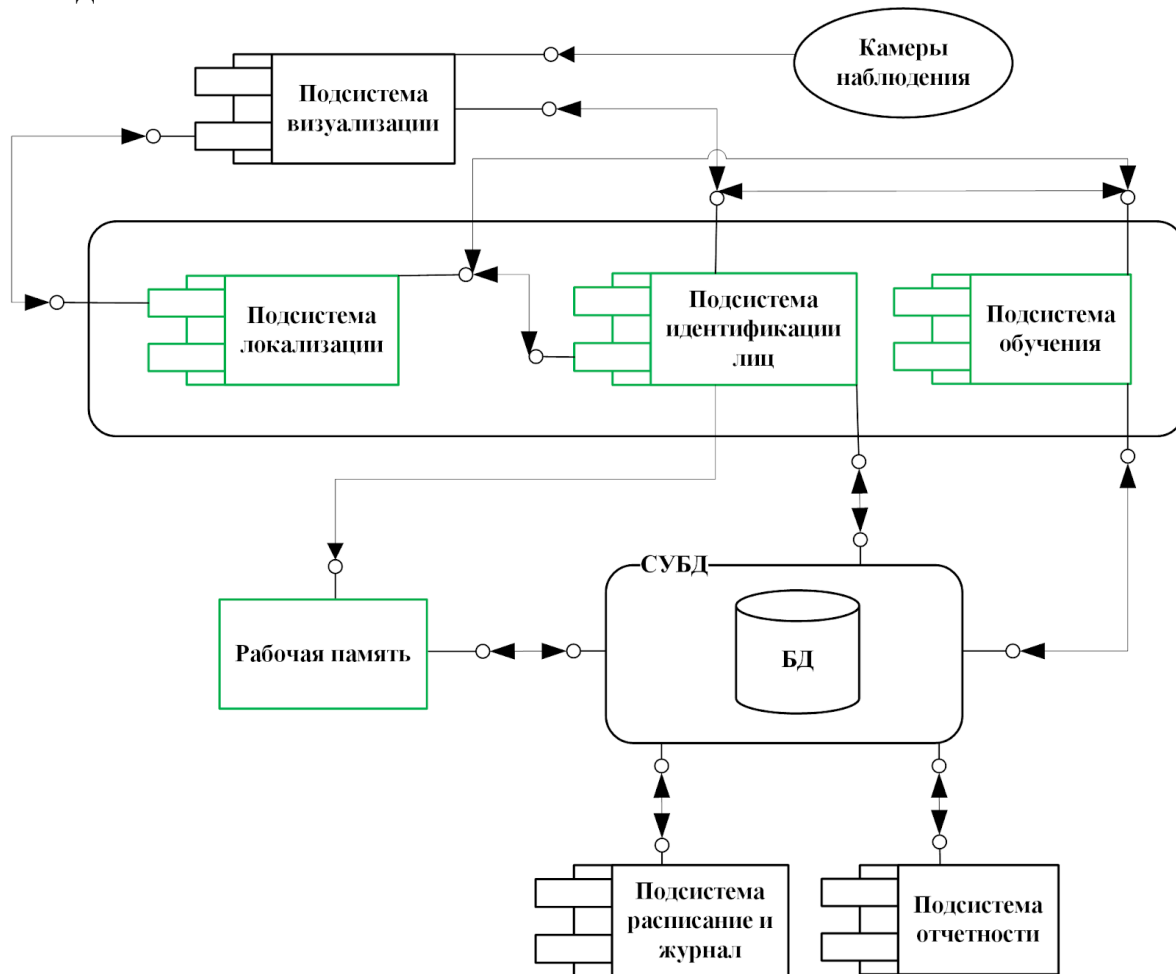 Камеры
наблюдения
Подсистема
визуализации
Подсистема
локализации
Подсистема
идентификации
лиц
Подсистема
обучения
СУБД
БД
Рабочая память
Подсистема
расписание и
журнал
Подсистема
отчетности